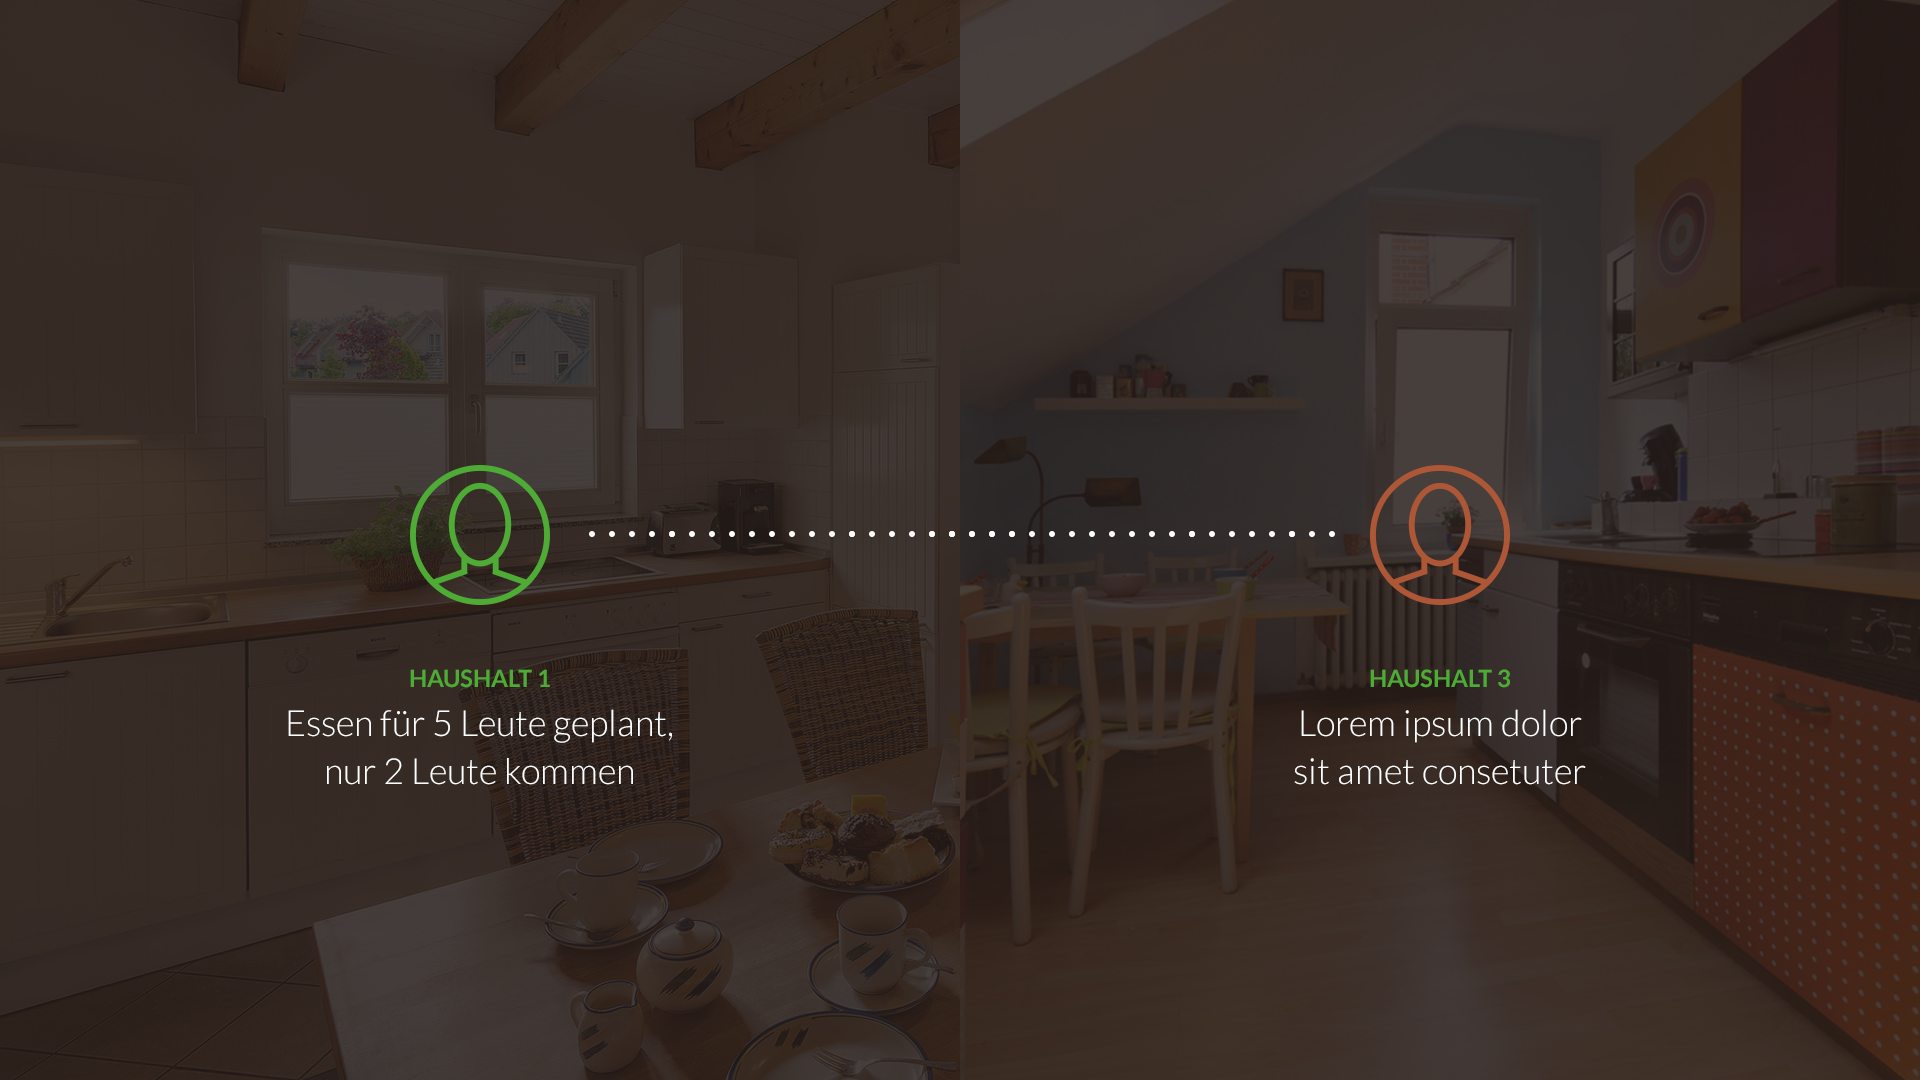 HAUSHALT 1
Essen für 5 Leute geplant,
nur 2 Leute kommen
HAUSHALT 3
Lorem ipsum dolor
sit amet consetuter